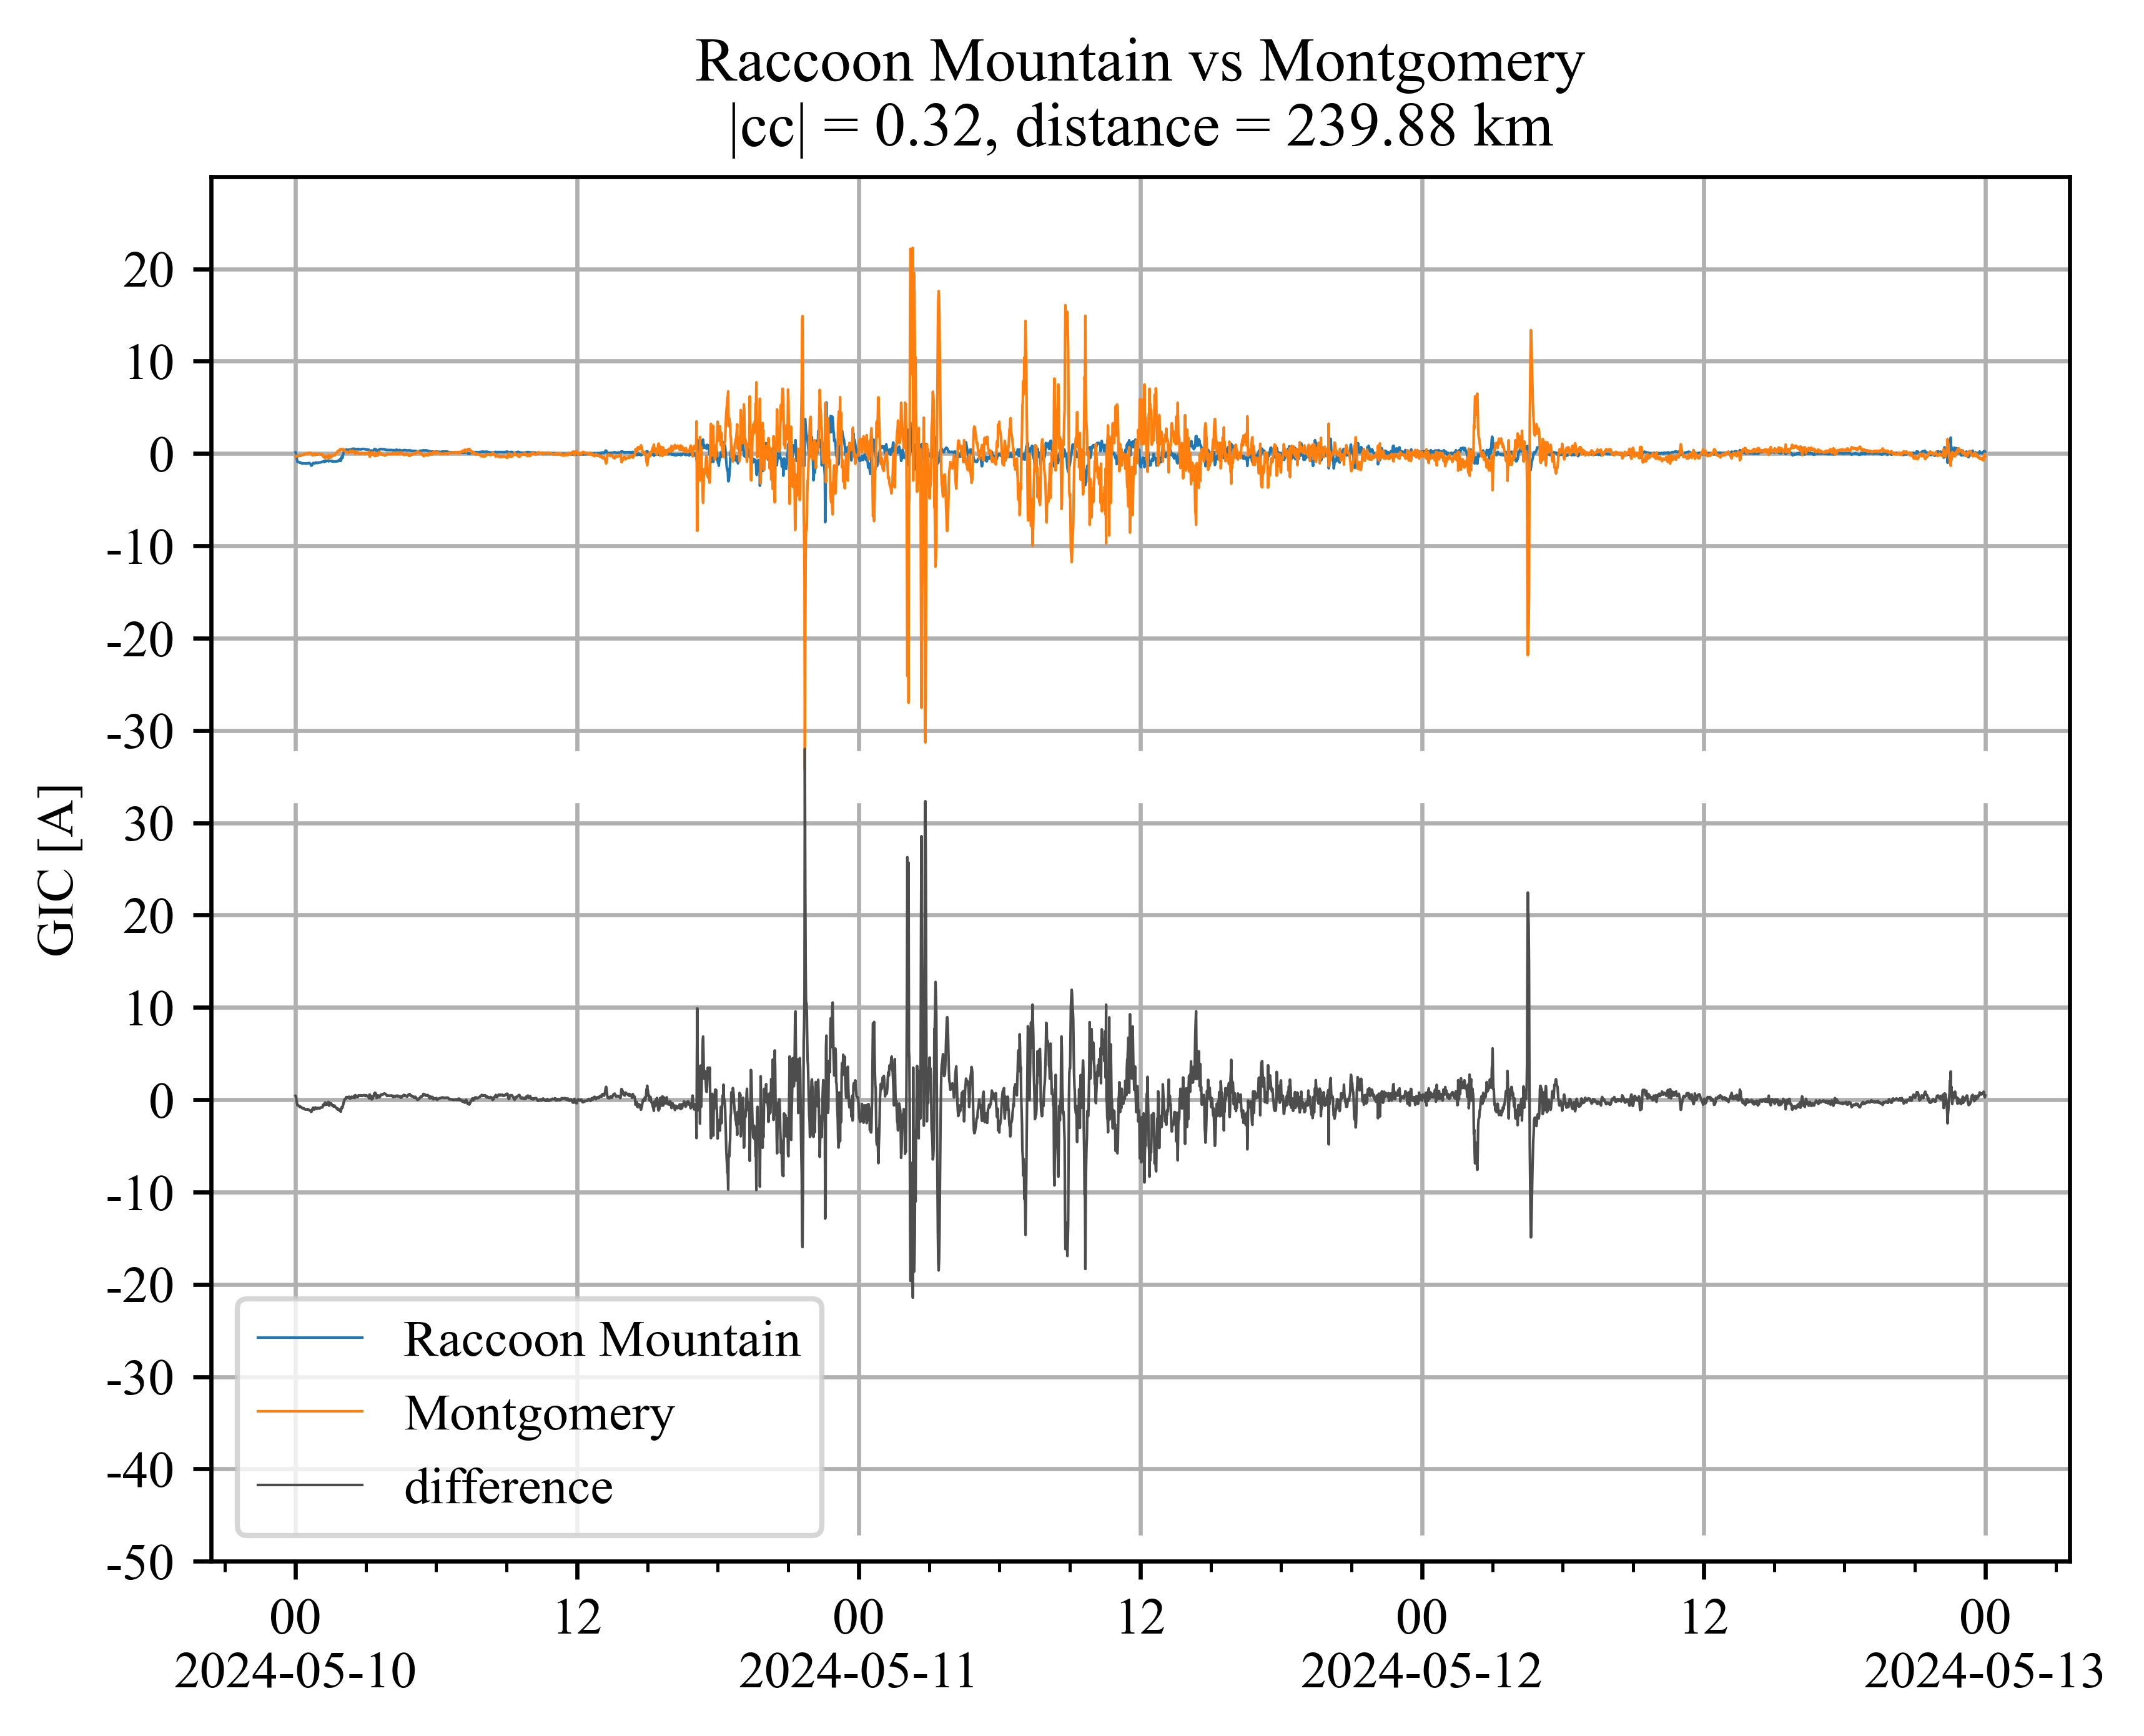 Raccoon Mountain vs Montgomery
|cc| = 0.32, distance = 239.88 km
20
10
0
-10
-20
-30
30
20
10
0
-10
-20
-30
-40
-50
GIC [A]
Raccoon Mountain
Montgomery
difference
00 12 00 12 00 12 00
2024-05-10 2024-05-11 2024-05-12 2024-05-13